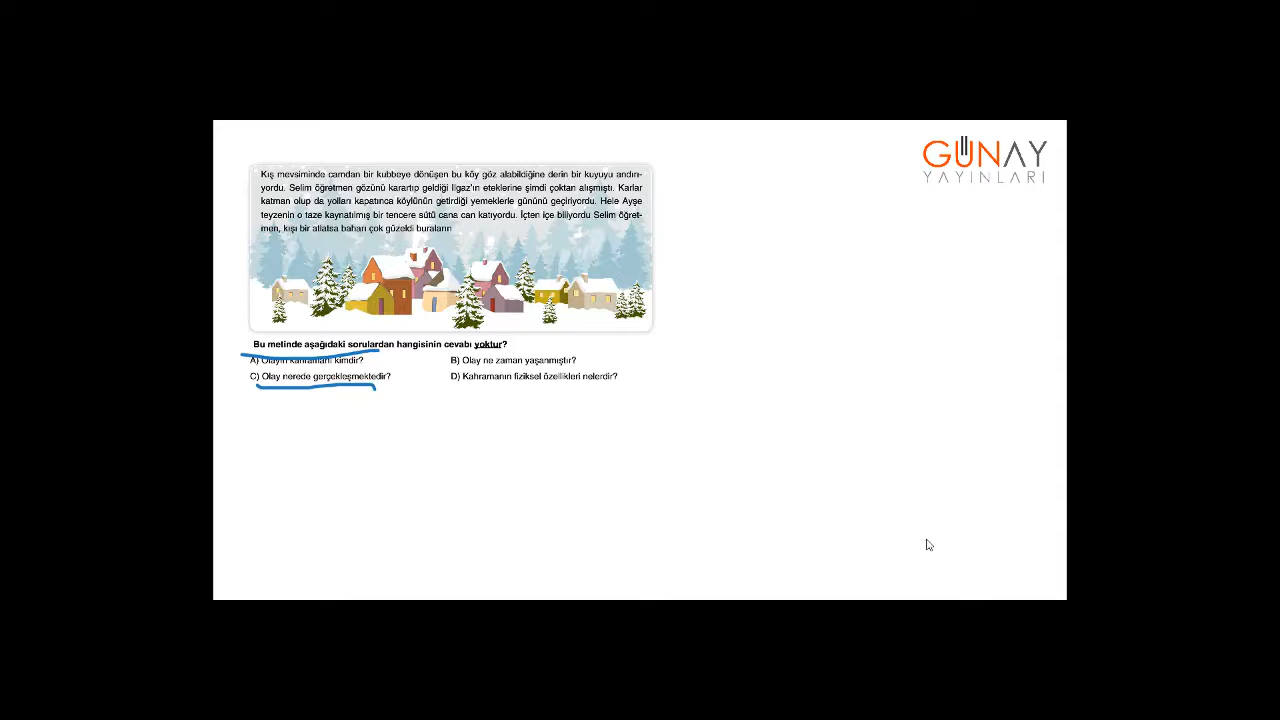 GÜNAY
YAYINLARI
Kış mevsiminde camdan bir kubbeye dönüşen bu köy göz alabildiğine derin bir kuyuyu andırı-
yordu. Selim öğretmen gözünü karartıp geldiği Ilgaz'ın eteklerine şimdi çoktan alışmıştı. Karlar
katman olup da yolları kapatınca köylünün getirdiği yemeklerle gününü geçiriyordu. Hele Ayşe
teyzenin o taze kaynatılmış bir tencere sütü cana can katıyordu. İçten içe biliyordu Selim öğret-
men, kışı bir atlatsa baharı çok güzeldi buraların
Bu metinde aşağıdaki sorulardan hangisinin cevabı yoktur?
A) Olayın kahramanı kimdir?
B) Olay ne zaman yaşanmıştır?
C) Olay nerede gerçekleşmektedir?
D) Kahramanın fiziksel özellikleri nelerdir?